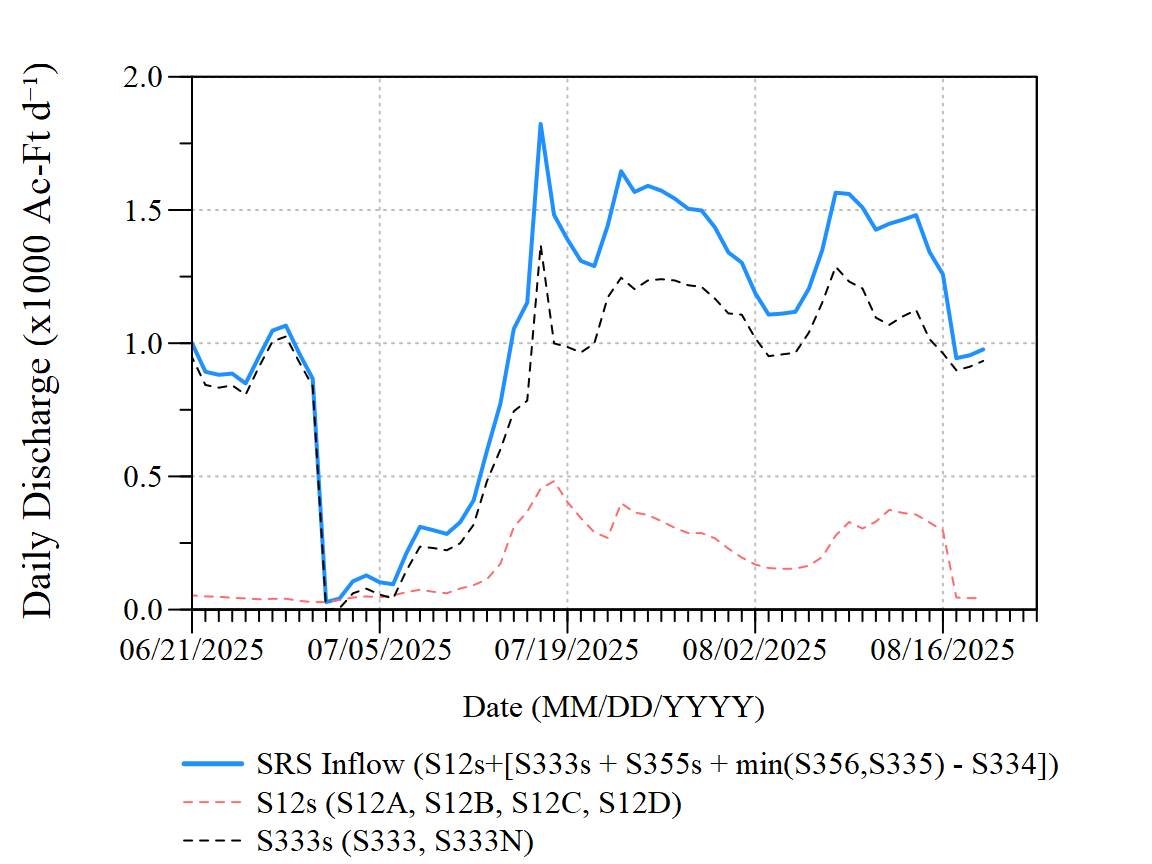 Daily Discharge (x1000 Ac-Ft d⁻¹)
2.0
1.5
1.0
0.5
0.0
06/21/2025 07/05/2025 07/19/2025 08/02/2025 08/16/2025
Date (MM/DD/YYYY)
SRS Inflow (S12s+[S333s + S355s + min(S356,S335) - S334])
S12s (S12A, S12B, S12C, S12D)
S333s (S333, S333N)